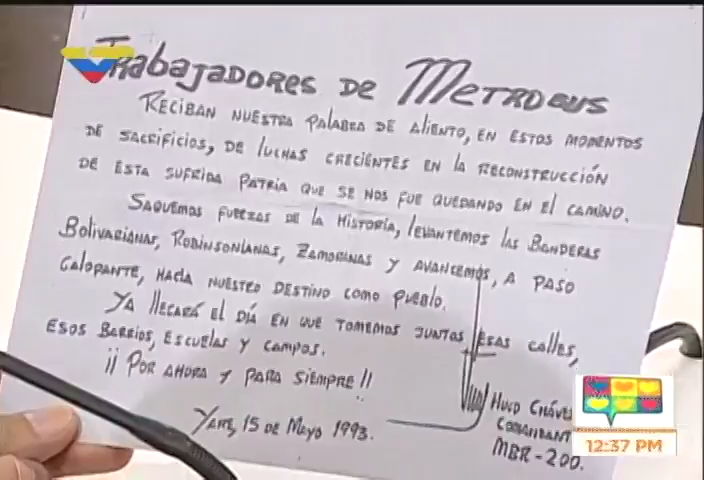 Trabajadores de Metrobus
Reciban nuestra palabra de aliento, en estos momentos
de sacrificios, de luchas crecientes en la reconstrucción
de esta sufrida patria que se nos fue quedando en el camino.
Saquemos fuerzas de la historia, levantemos las banderas
Bolivarianas, Robinsonianas, Zamoranas y avancemos, a paso
galopante, hacia nuestro destino como pueblo.
Ya llegará el día en que tomemos juntos, esas calles,
esos barrios, escuelas y campos.
¡¡ Por ahora y para siempre !!
Yare, 15 de Mayo 1993.
Hugo Chávez
Comandant
MBR-200.
12:37 PM